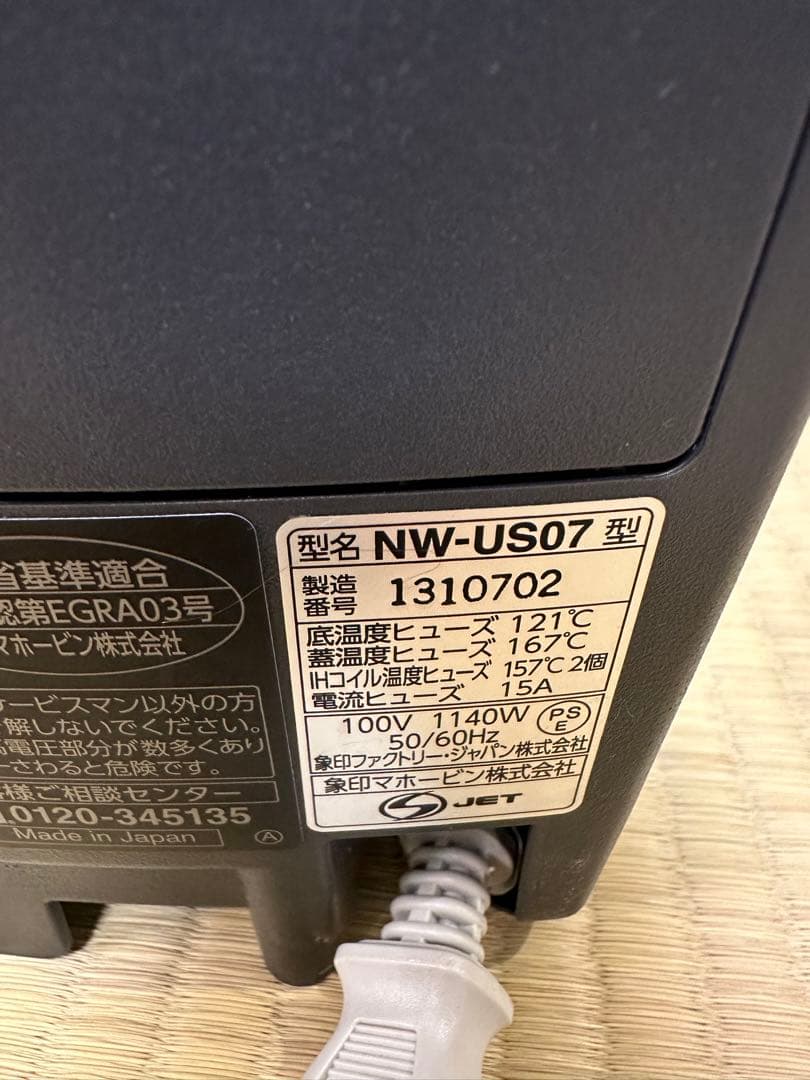 省基準適合
認第EGRA03号
マホービン株式会社
サービスマン以外の方
解しないでください。
電圧部分が数多くあり
さわると危険です。
様ご相談センター
0120-345135
Made in Japan
A
型名 NW-US07 型
製造番号 1310702
底温度ヒューズ 121℃
蓋温度ヒューズ 167℃
IHコイル温度ヒューズ 157℃ 2個
電流ヒューズ 15A
100V 1140W
50/60Hz
PSE
象印ファクトリー・ジャパン株式会社
象印マホービン株式会社
JET